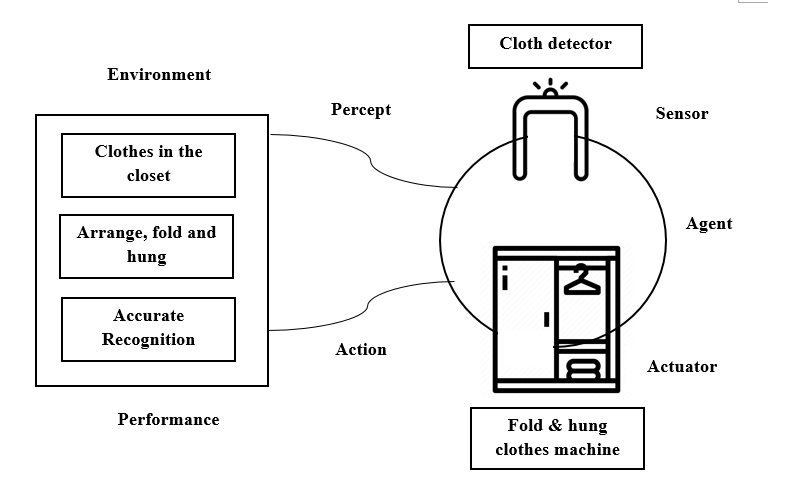 Cloth detector
Environment
Percept
Sensor
Clothes in the
closet
Arrange, fold and
hung
Agent
Accurate
Recognition
Action
Actuator
Performance
Fold & hung
clothes machine